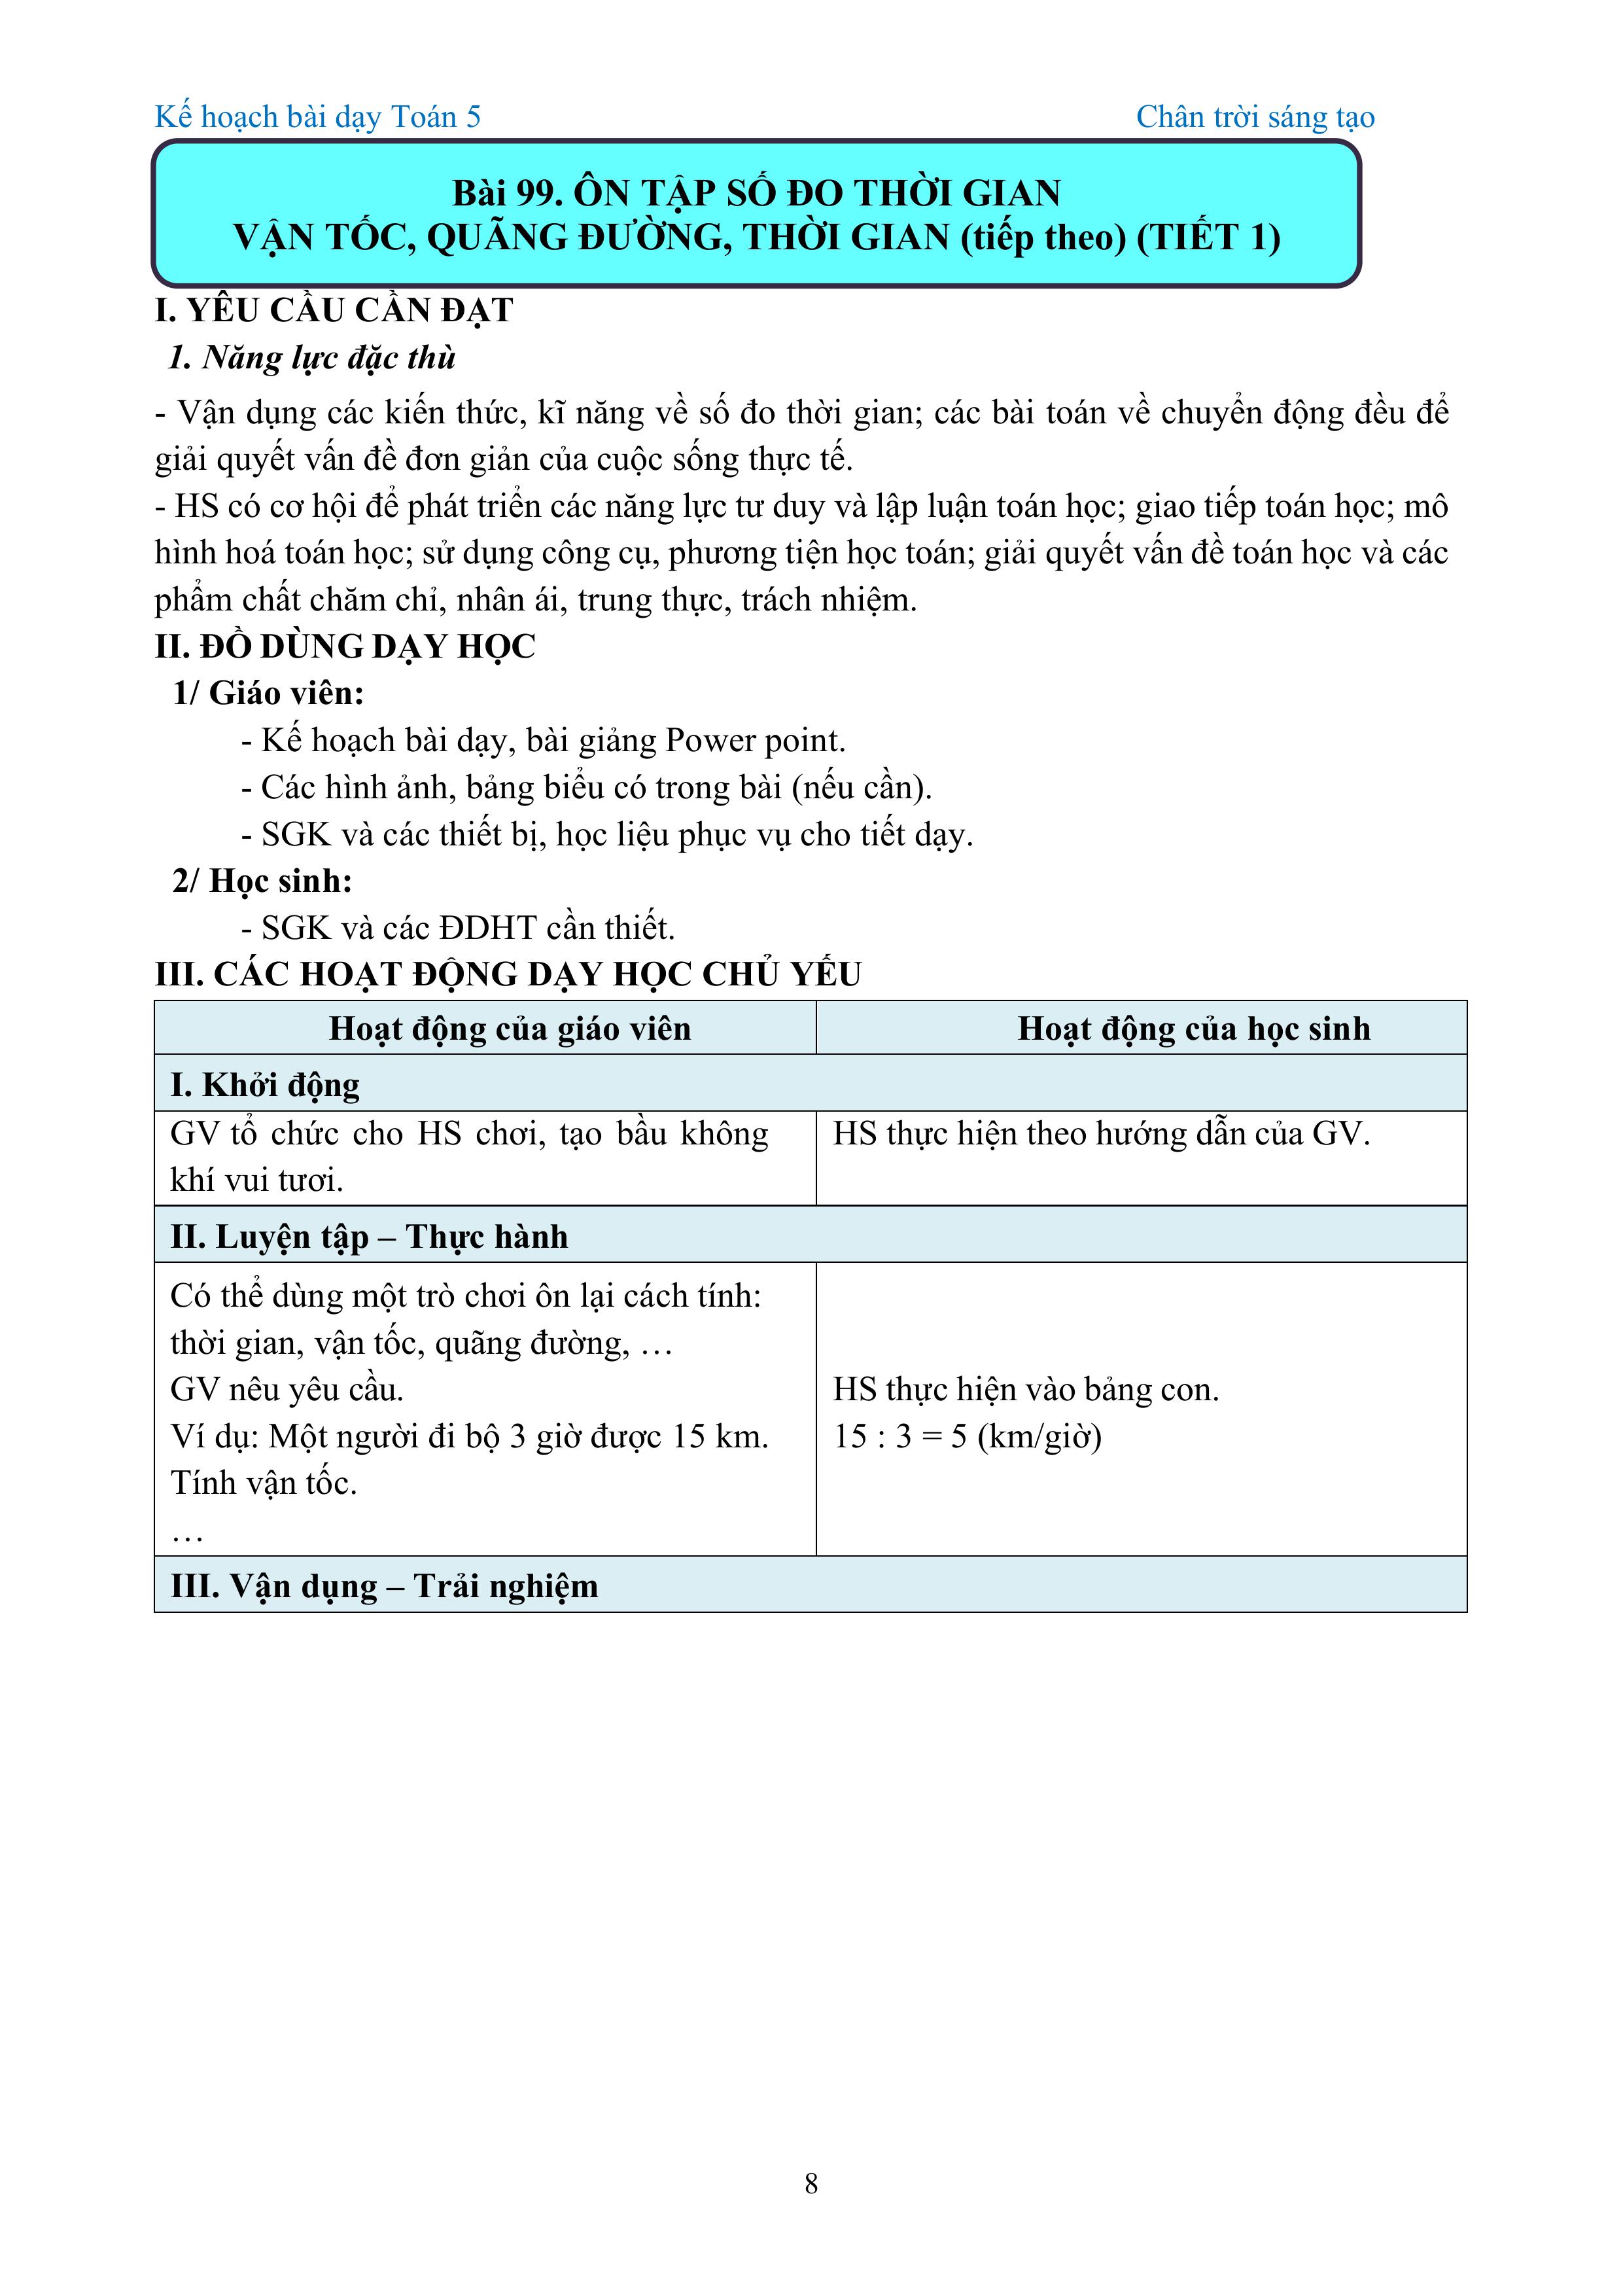 Kế hoạch bài dạy Toán 5
Chân trời sáng tạo
Bài 99. ÔN TẬP SỐ ĐO THỜI GIAN
VẬN TỐC, QUÃNG ĐƯỜNG, THỜI GIAN (tiếp theo) (TIẾT 1)
I. YÊU CẦU CẦN ĐẠT
1. Năng lực đặc thù
- Vận dụng các kiến thức, kĩ năng về số đo thời gian; các bài toán về chuyển động đều để
giải quyết vấn đề đơn giản của cuộc sống thực tế.
- HS có cơ hội để phát triển các năng lực tư duy và lập luận toán học; giao tiếp toán học; mô
hình hoá toán học; sử dụng công cụ, phương tiện học toán; giải quyết vấn đề toán học và các
phẩm chất chăm chỉ, nhân ái, trung thực, trách nhiệm.
II. ĐỒ DÙNG DẠY HỌC
1/ Giáo viên:
- Kế hoạch bài dạy, bài giảng Power point.
- Các hình ảnh, bảng biểu có trong bài (nếu cần).
- SGK và các thiết bị, học liệu phục vụ cho tiết dạy.
2/ Học sinh:
- SGK và các ĐDHT cần thiết.
III. CÁC HOẠT ĐỘNG DẠY HỌC CHỦ YẾU
Hoạt động của giáo viên
Hoạt động của học sinh
I. Khởi động
GV tổ chức cho HS chơi, tạo bầu không
khí vui tươi.
HS thực hiện theo hướng dẫn của GV.
II. Luyện tập – Thực hành
Có thể dùng một trò chơi ôn lại cách tính:
thời gian, vận tốc, quãng đường, …
GV nêu yêu cầu.
Ví dụ: Một người đi bộ 3 giờ được 15 km.
Tính vận tốc.
…
HS thực hiện vào bảng con.
15 : 3 = 5 (km/giờ)
III. Vận dụng – Trải nghiệm
8